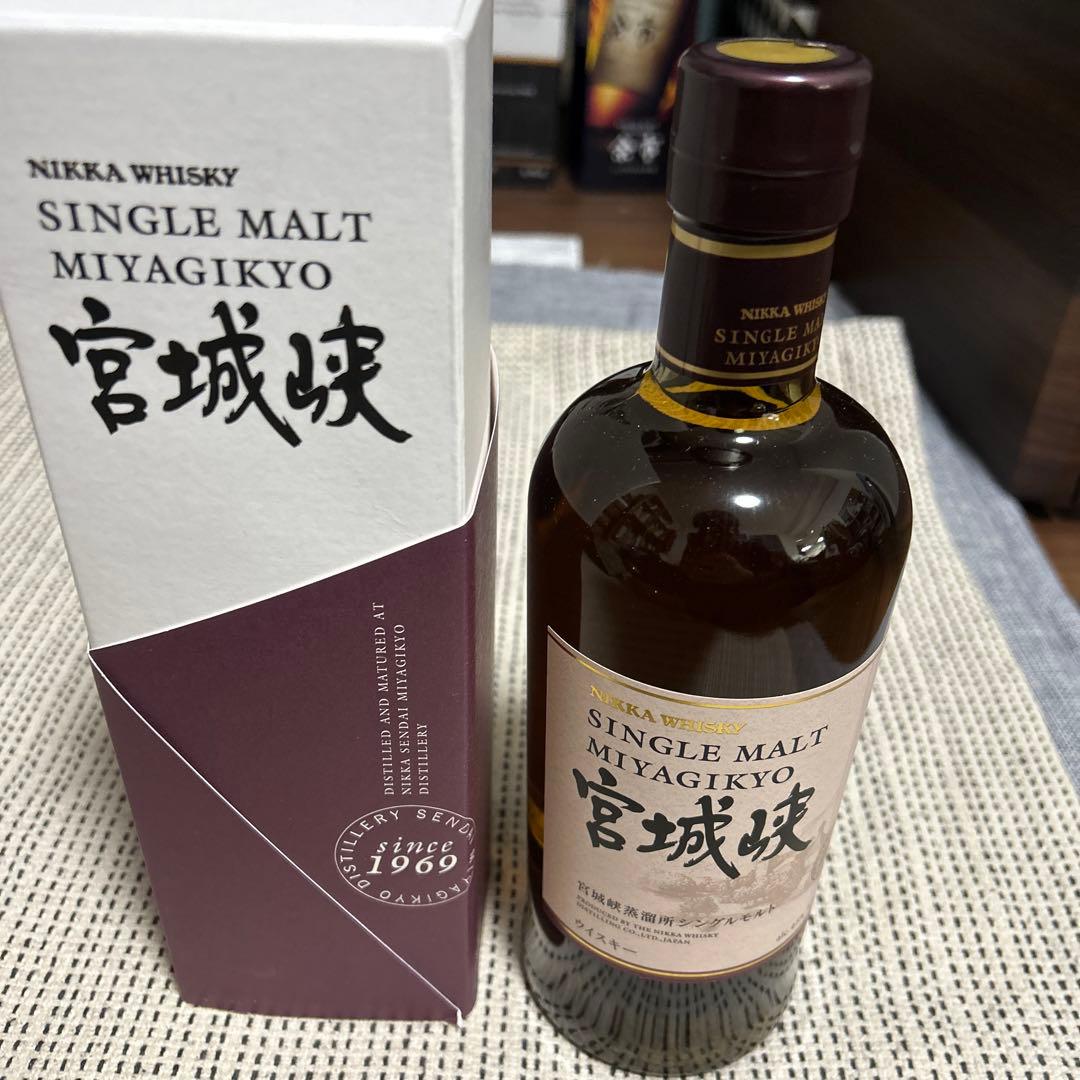 NIKKA WHISKY
SINGLE MALT
MIYAGIKYO
宮城峡
DISTILLED AND MATURED AT
NIKKA SENDAI MIYAGIKYO
DISTILLERY
DISTILLERY SENDAI MIYAGIKYO
since
1969
NIKKA WHISKY
SINGLE MA
MIYAGIKY
NIKKA WHISKY
SINGLE MALT
MIYAGIKYO
宮城峡
宮城峡蒸溜所シングルモルト
PRODUCED BY THE NIKKA WHISKY
DISTILLING CO., LTD., JAPAN
ウイスキー